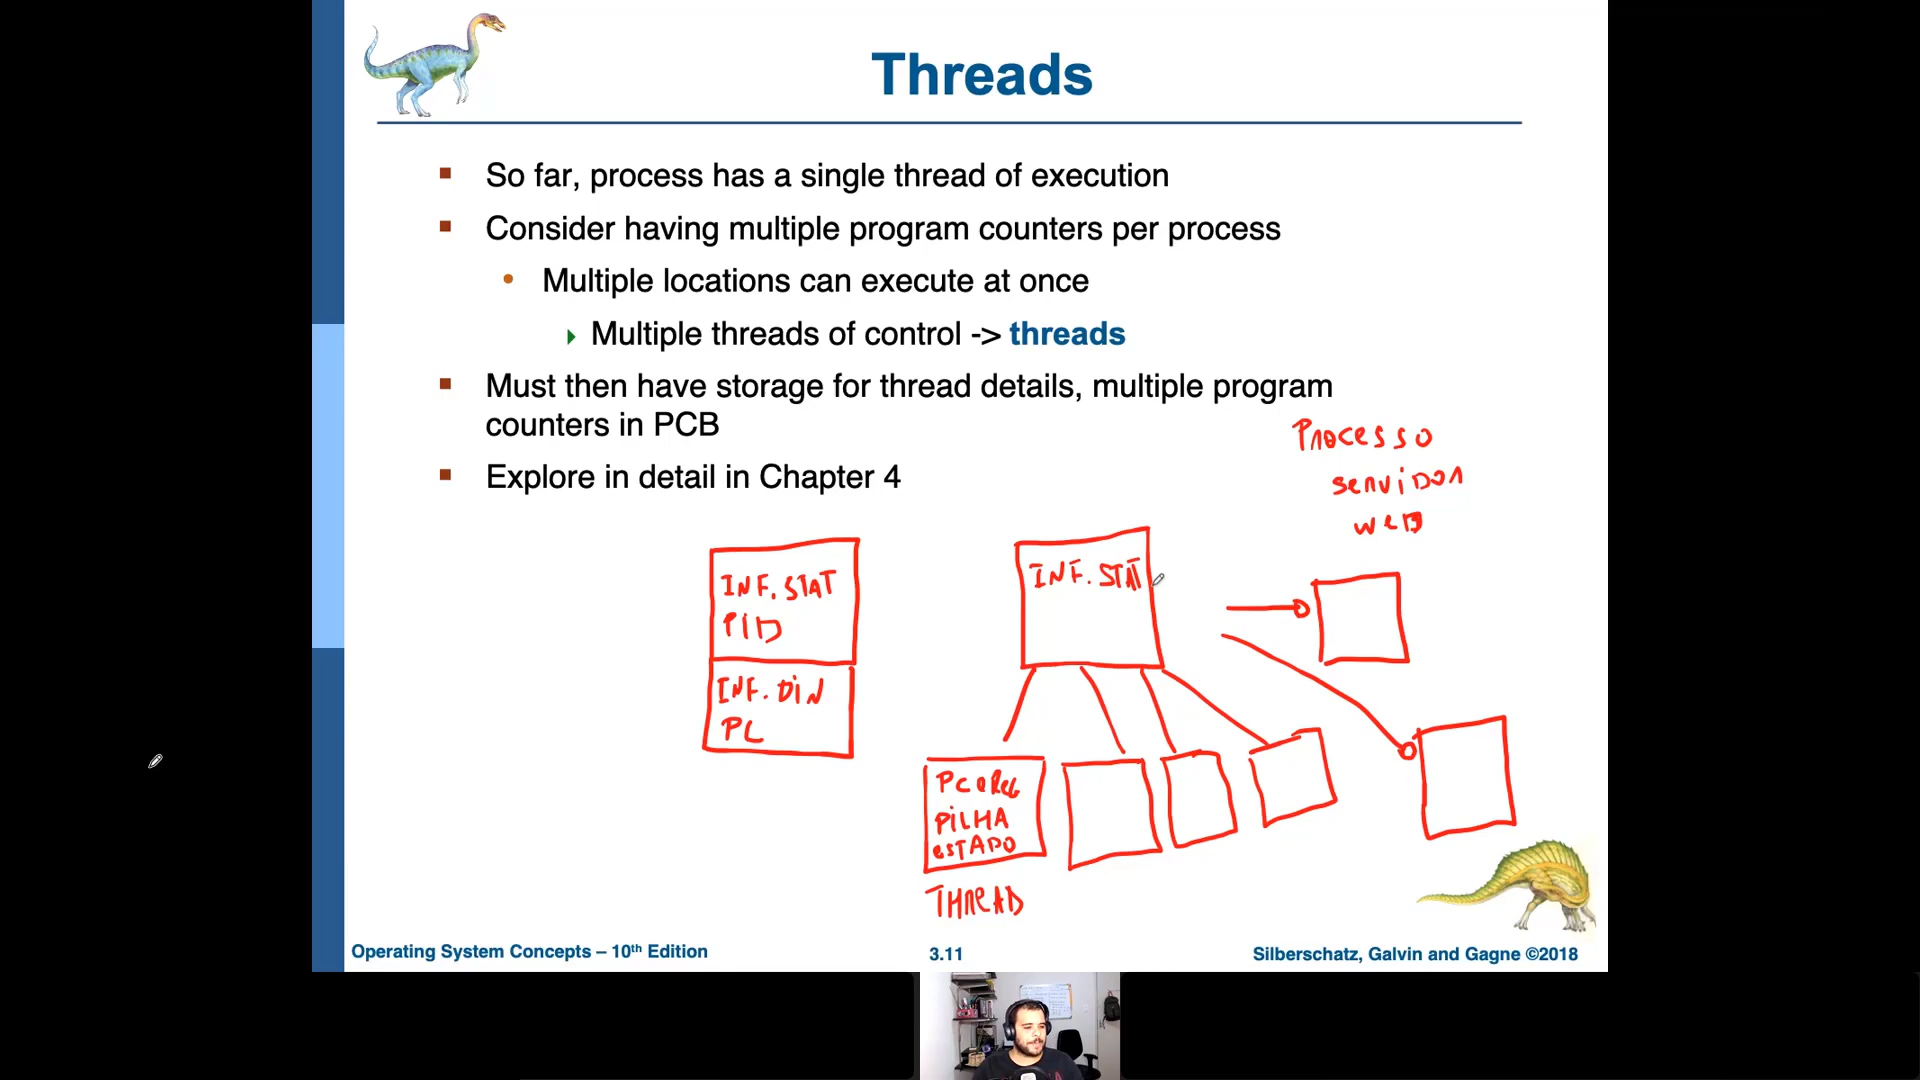 Threads
So far, process has a single thread of execution
Consider having multiple program counters per process
Multiple locations can execute at once
Multiple threads of control -> threads
Must then have storage for thread details, multiple program
counters in PCB
Explore in detail in Chapter 4
Processo
servidor
web
INF. STAT
PID
INF. DIN
PC
INF. STAT
PC e REG
PILHA
ESTADO
THREAD
Operating System Concepts – 10th Edition
3.11
Silberschatz, Galvin and Gagne ©2018